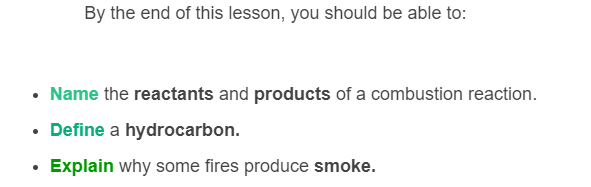 By the end of this lesson, you should be able to:
• Name the reactants and products of a combustion reaction.
• Define a hydrocarbon.
• Explain why some fires produce smoke.